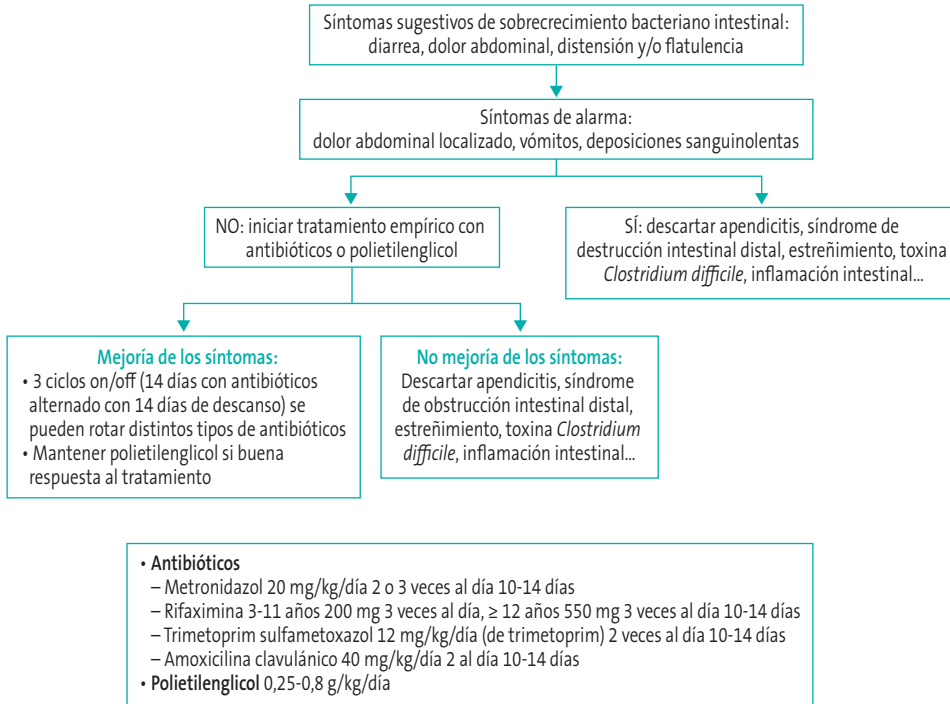 Síntomas sugestivos de sobrecrecimiento bacteriano intestinal:
diarrea, dolor abdominal, distensión y/o flatulencia
Síntomas de alarma:
dolor abdominal localizado, vómitos, deposiciones sanguinolentas
NO: iniciar tratamiento empírico con
antibióticos o polietilenglicol
SÍ: descartar apendicitis, síndrome de
destrucción intestinal distal, estreñimiento, toxina
Clostridium difficile, inflamación intestinal...
Mejoría de los síntomas:
• 3 ciclos on/off (14 días con antibióticos
alternado con 14 días de descanso) se
pueden rotar distintos tipos de antibióticos
• Mantener polietilenglicol si buena
respuesta al tratamiento
No mejoría de los síntomas:
Descartar apendicitis, síndrome
de obstrucción intestinal distal,
estreñimiento, toxina Clostridium
difficile, inflamación intestinal...
• Antibióticos
– Metronidazol 20 mg/kg/día 2 o 3 veces al día 10-14 días
– Rifaximina 3-11 años 200 mg 3 veces al día, ≥ 12 años 550 mg 3 veces al día 10-14 días
– Trimetoprim sulfametoxazol 12 mg/kg/día (de trimetoprim) 2 veces al día 10-14 días
– Amoxicilina clavulánico 40 mg/kg/día 2 al día 10-14 días
• Polietilenglicol 0,25-0,8 g/kg/día